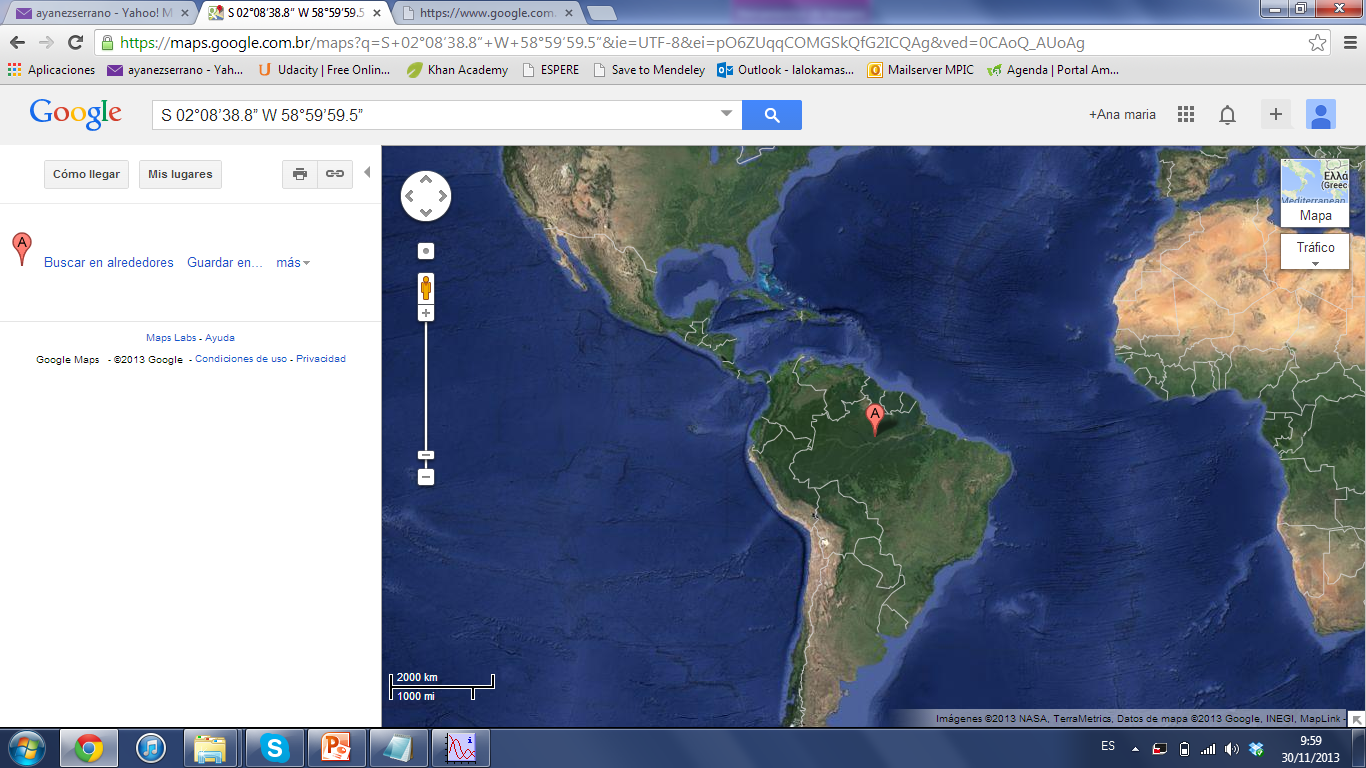 ayanezserrano - Yahoo! M
S 02°08'38.8" W 58°59'59.5
https://www.google.com.
https://maps.google.com.br/maps?q=S+02°08'38.8"+W+58°59'59.5"&ie=UTF-8&ei=pO6ZUqqCOMGSkQfG2ICQAg&ved=0CAoQ_AUoAg
Aplicaciones
ayanezserrano - Yah...
Udacity | Free Onlin...
Khan Academy
ESPERE
Save to Mendeley
Outlook - lalokamas...
Mailserver MPIC
Agenda | Portal Am...
Google
S 02°08'38.8" W 58°59'59.5"
+Ana maria
Cómo llegar
Mis lugares
A
Buscar en alrededores Guardar en... más
Maps Labs - Ayuda
Google Maps - ©2013 Google - Condiciones de uso - Privacidad
Ελλά
(Greec
Mediterranean
Mapa
Tráfico
A
2000 km
1000 mi
Imágenes ©2013 NASA, TerraMetrics, Datos de mapa ©2013 Google, INEGI, MapLink -
ES
9:59
30/11/2013